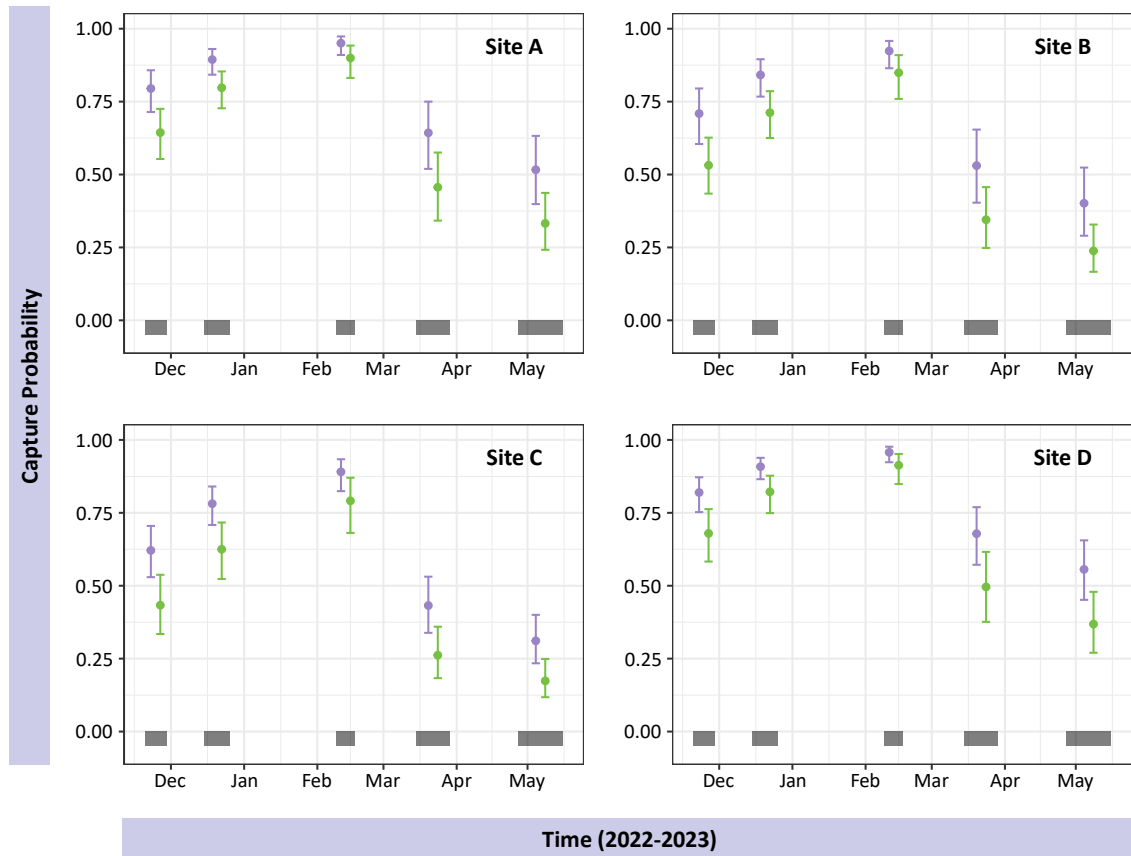 Capture Probability
1.00
0.75
0.50
0.25
0.00
Site A
Dec Jan Feb Mar Apr May
1.00
0.75
0.50
0.25
0.00
Site B
Dec Jan Feb Mar Apr May
1.00
0.75
0.50
0.25
0.00
Site C
Dec Jan Feb Mar Apr May
1.00
0.75
0.50
0.25
0.00
Site D
Dec Jan Feb Mar Apr May
Time (2022-2023)